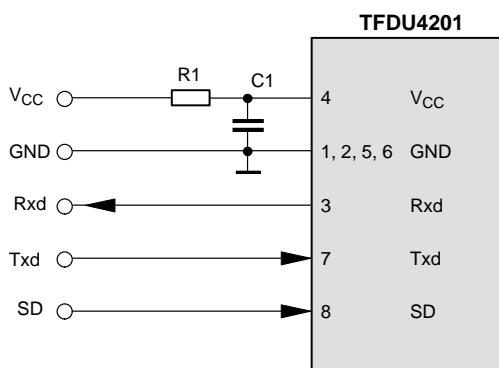 TFDU4201
R1 C1
VCC 4 VCC
GND 1, 2, 5, 6 GND
Rxd 3 Rxd
Txd 7 Txd
SD 8 SD